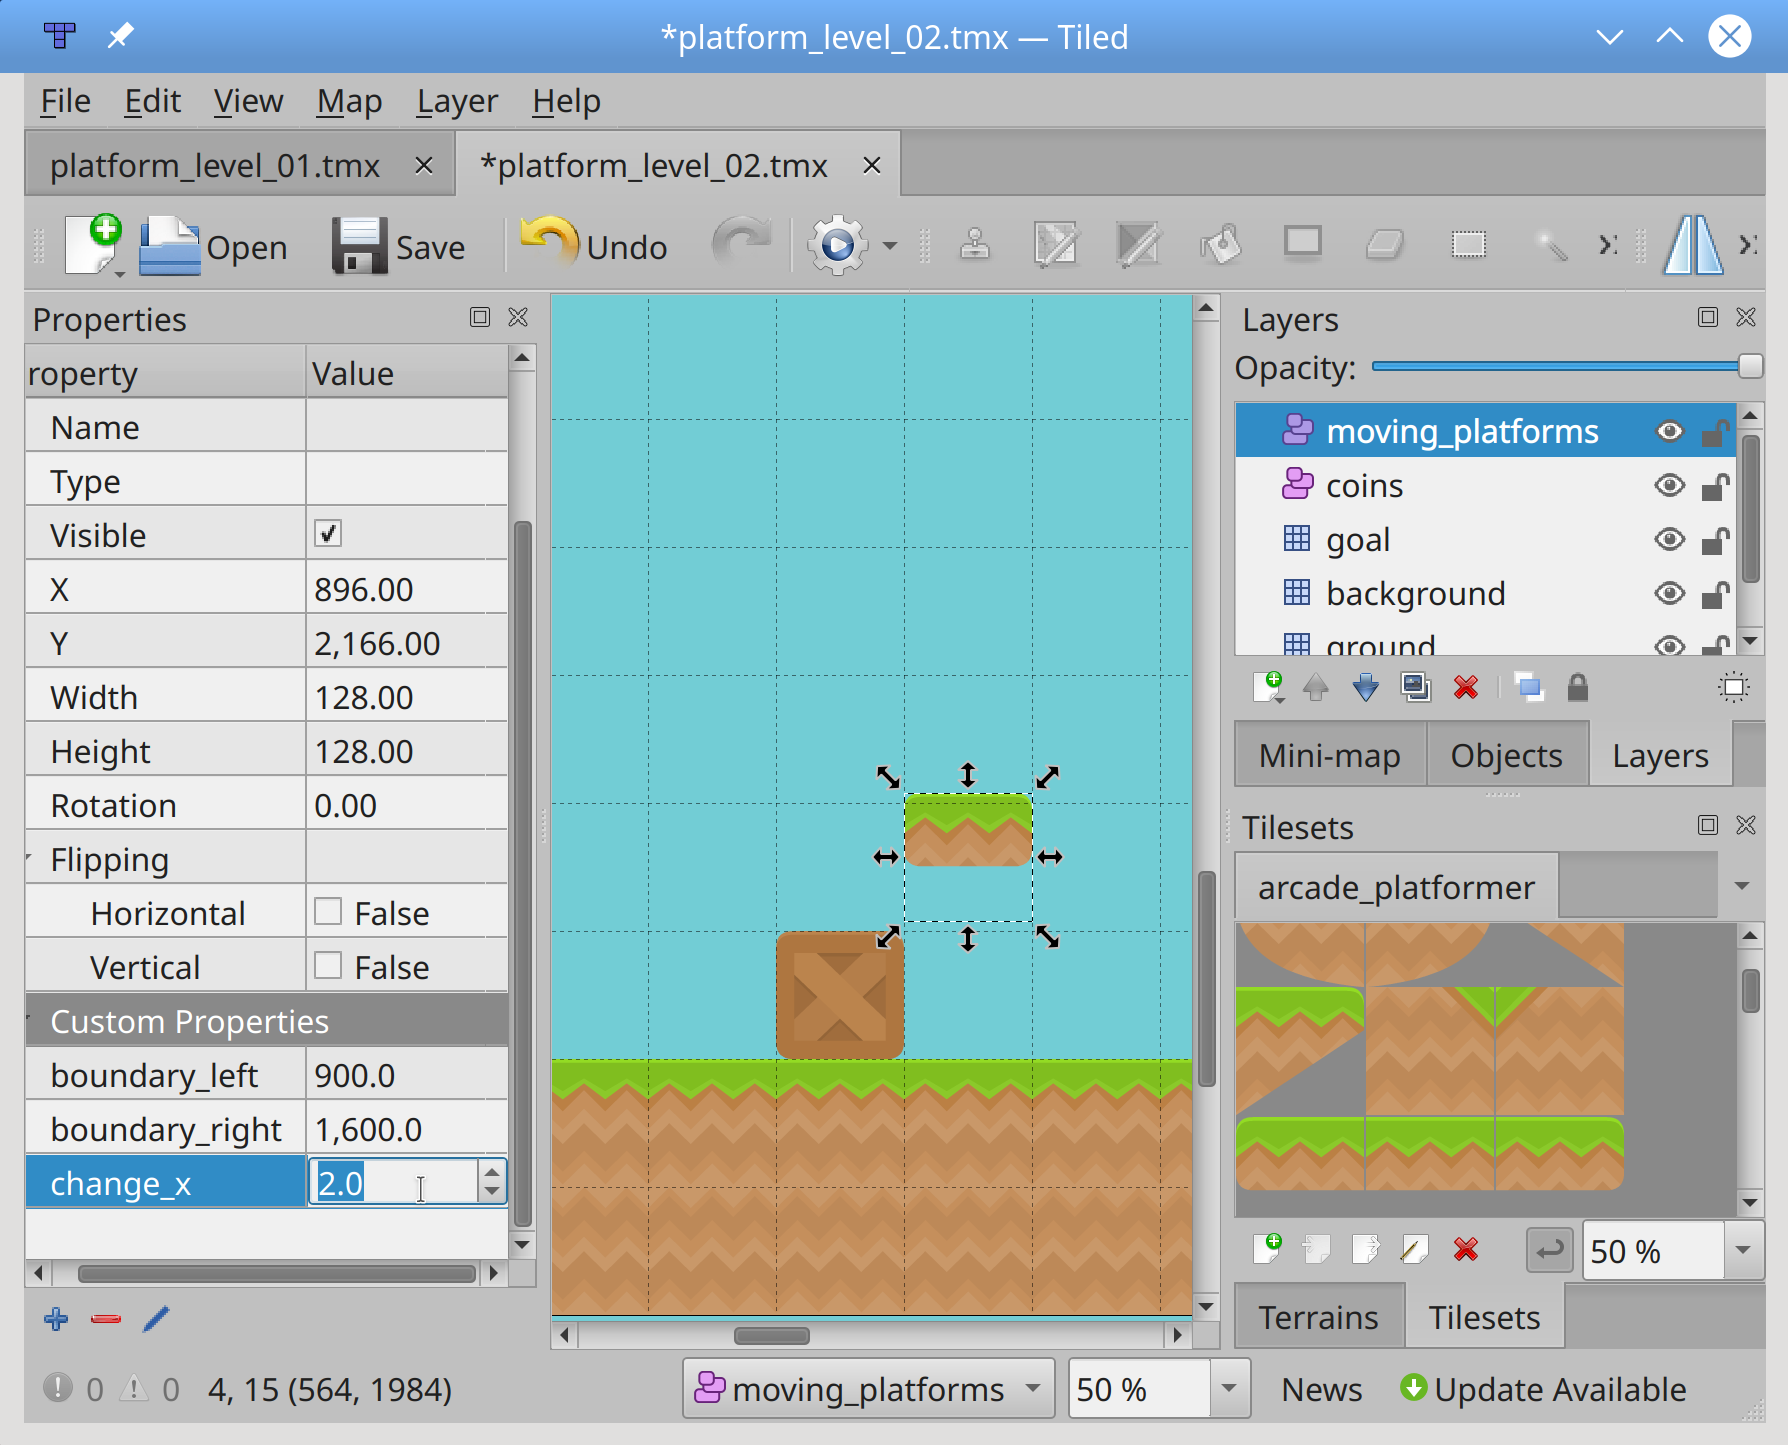 *platform_level_02.tmx — Tiled
File Edit View Map Layer Help
platform_level_01.tmx *platform_level_02.tmx
Open Save Undo
Properties
roperty Value
Name
Type
Visible
X 896.00
Y 2,166.00
Width 128.00
Height 128.00
Rotation 0.00
Flipping
Horizontal False
Vertical False
Custom Properties
boundary_left 900.0
boundary_right 1,600.0
change_x 2.0
Layers
Opacity:
moving_platforms
coins
goal
background
ground
Mini-map Objects Layers
Tilesets
arcade_platformer
50 %
Terrains Tilesets
0 0 4, 15 (564, 1984) moving_platforms 50 % News Update Available